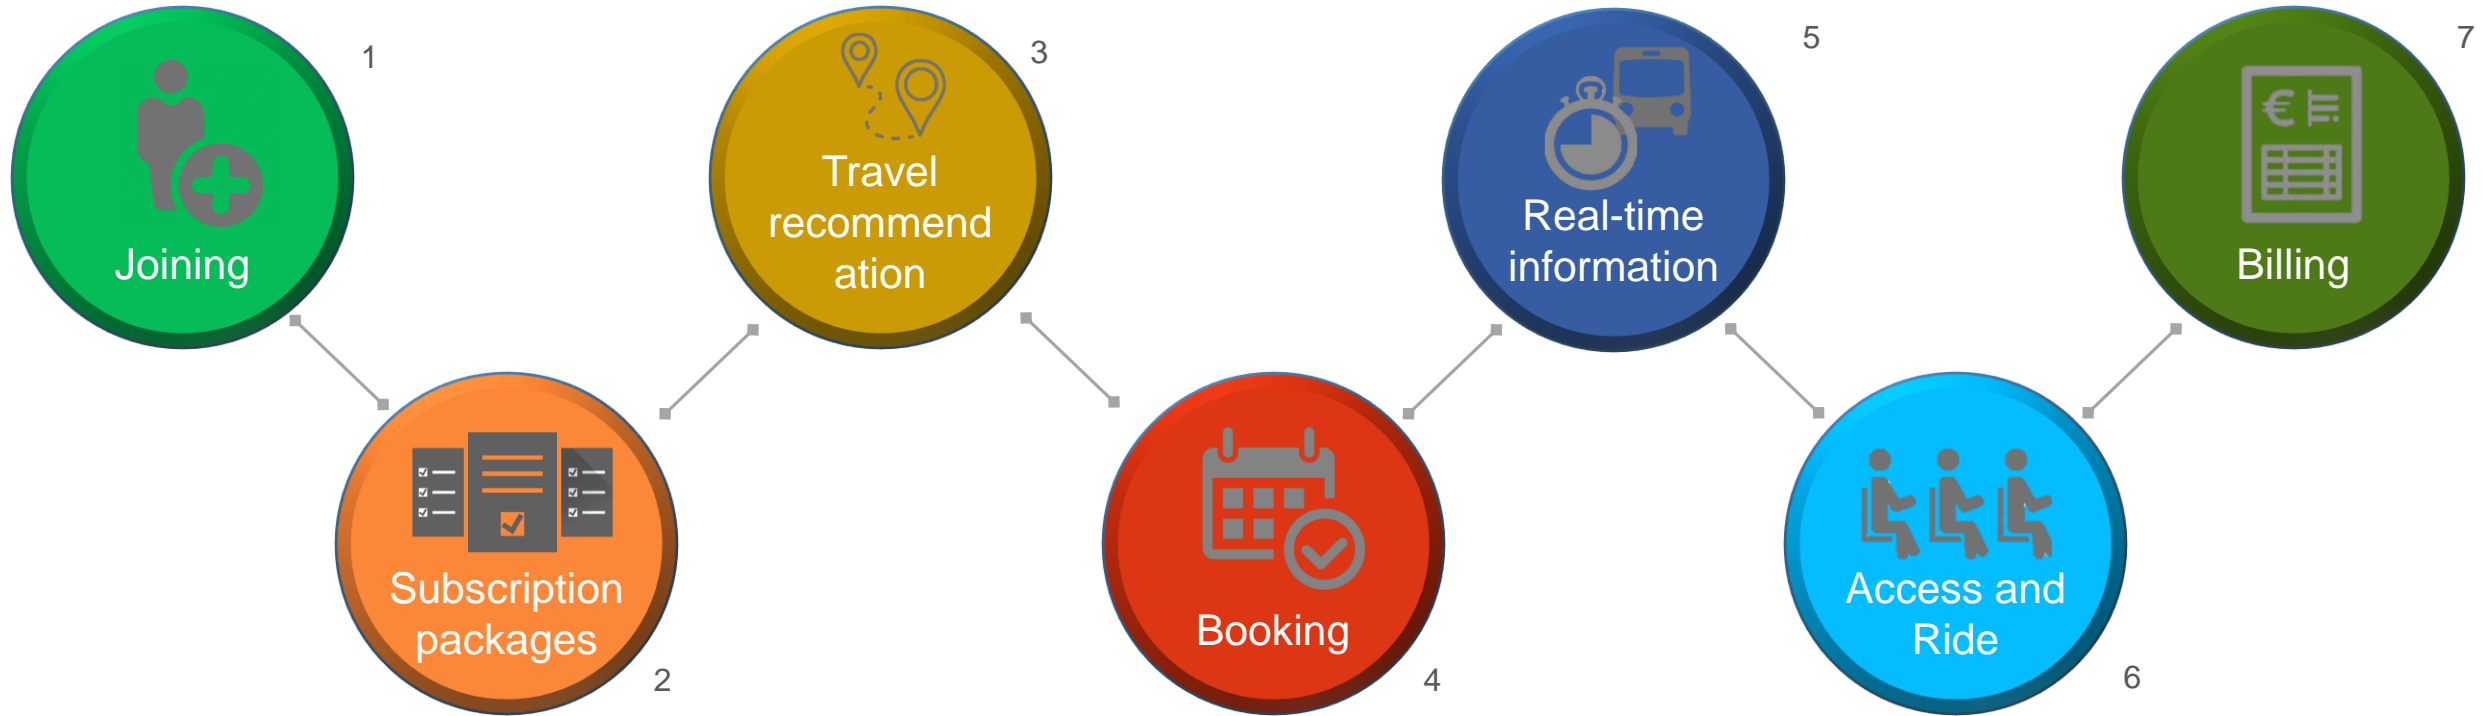 1
Joining
Subscription
packages
2
3
Travel
recommend
ation
Booking
4
5
Real-time
information
Access and
Ride
6
7
€
Billing